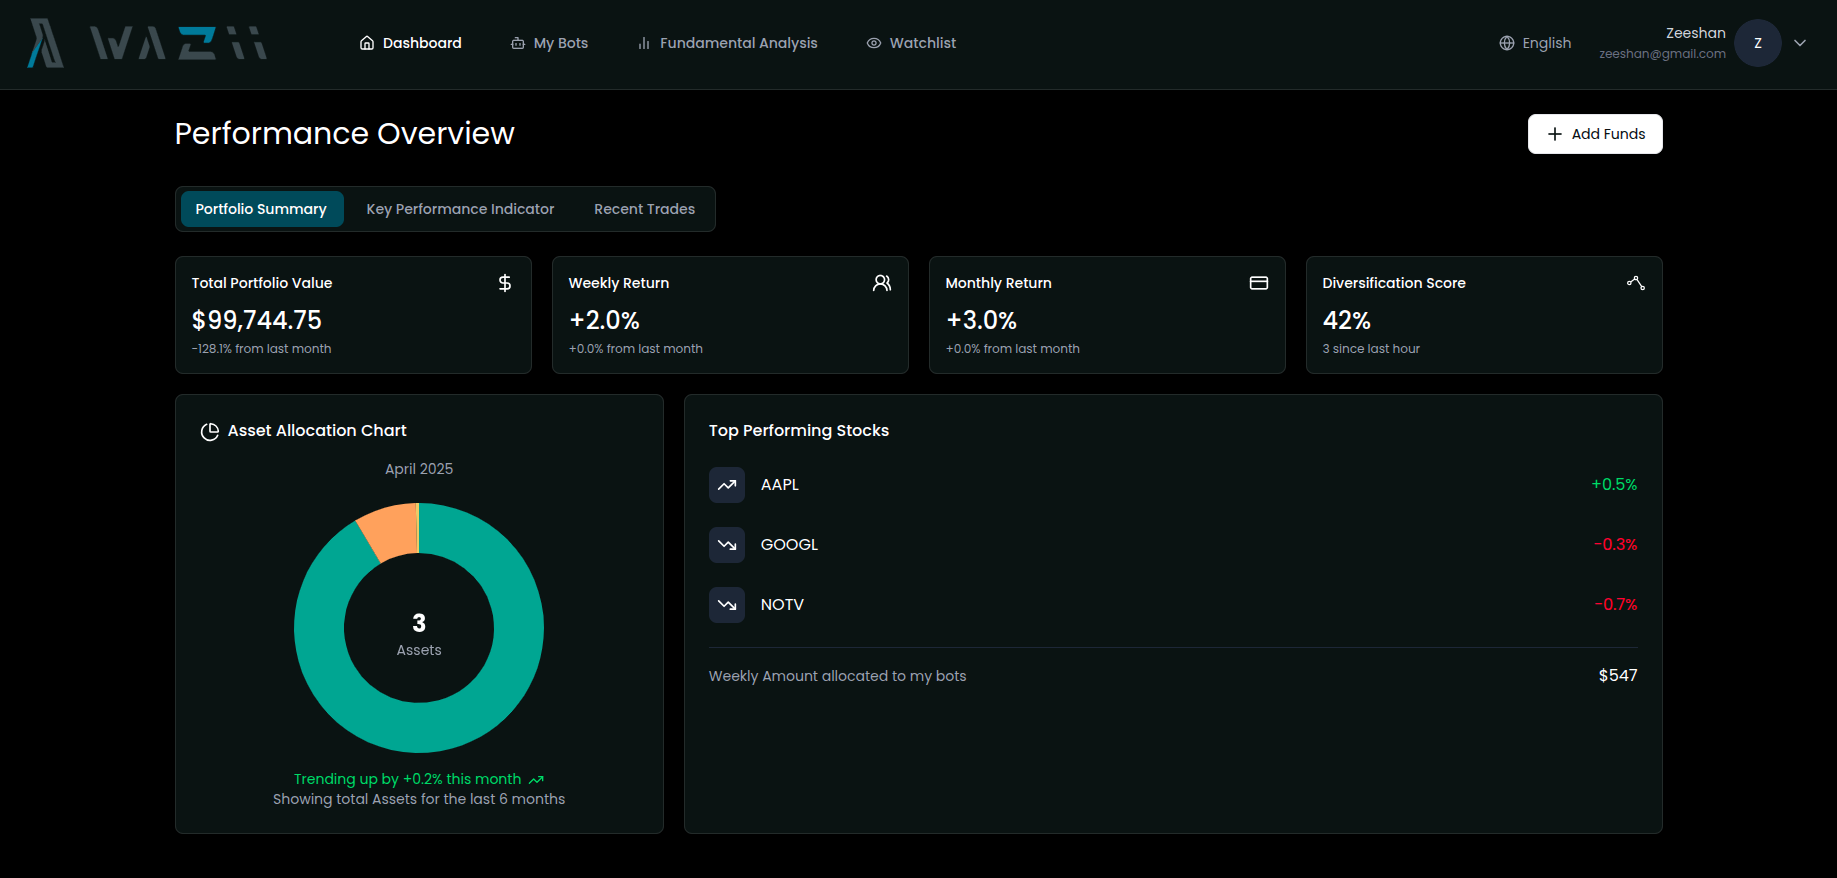 WAZII
Dashboard
My Bots
Fundamental Analysis
Watchlist
English
Zeeshan
zeeshan@gmail.com
Z
Performance Overview
Add Funds
Portfolio Summary
Key Performance Indicator
Recent Trades
Total Portfolio Value
$99,744.75
-128.1% from last month
Weekly Return
+2.0%
+0.0% from last month
Monthly Return
+3.0%
+0.0% from last month
Diversification Score
42%
3 since last hour
Asset Allocation Chart
April 2025
3
Assets
Trending up by +0.2% this month
Showing total Assets for the last 6 months
Top Performing Stocks
AAPL
+0.5%
GOOGL
-0.3%
NOTV
-0.7%
Weekly Amount allocated to my bots
$547